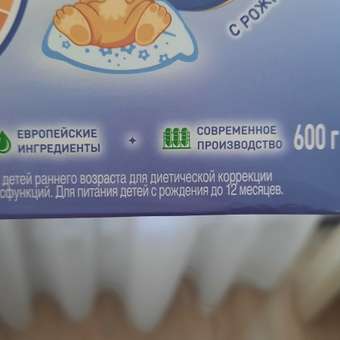 С РОЖ
ЕВРОПЕЙСКИЕ
ИНГРЕДИЕНТЫ
СОВРЕМЕННОЕ
ПРОИЗВОДСТВО
600 г
детей раннего возраста для диетической коррекции
сфункций. Для питания детей с рождения до 12 месяцев.